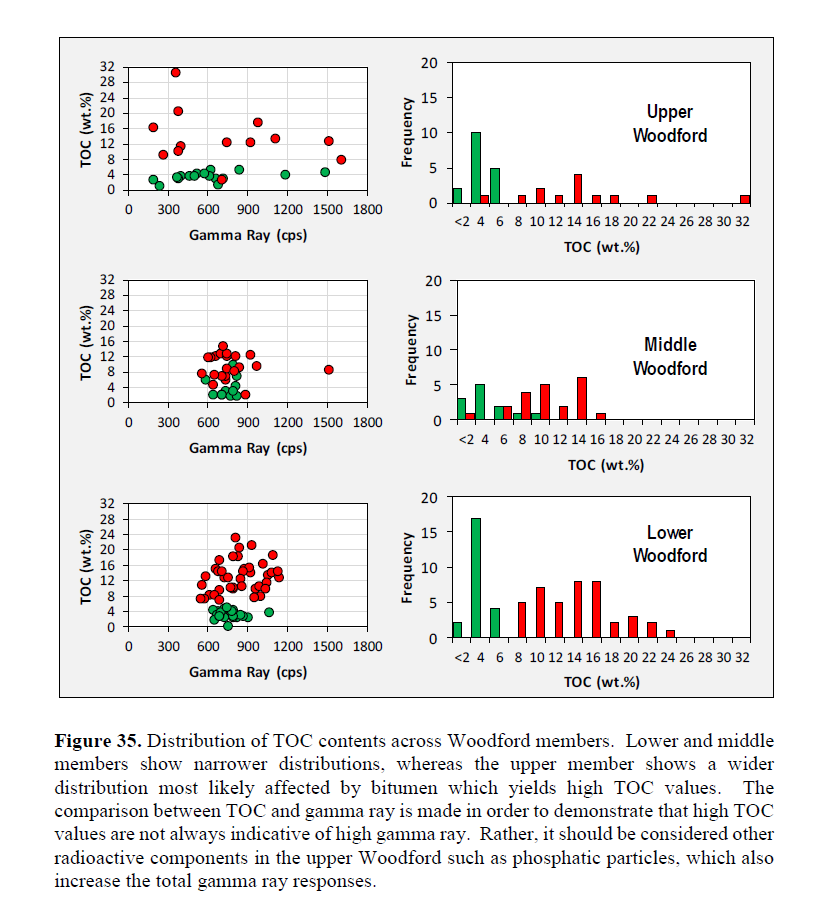 32
28
24
20
16
12
8
4
0
TOC (wt.%)
0 300 600 900 1200 1500 1800
Gamma Ray (cps)
20
15
10
5
0
Frequency
Upper
Woodford
<2 4 6 8 10 12 14 16 18 20 22 24 26 28 30 32
TOC (wt.%)
32
28
24
20
16
12
8
4
0
TOC (wt.%)
0 300 600 900 1200 1500 1800
Gamma Ray (cps)
20
15
10
5
0
Frequency
Middle
Woodford
<2 4 6 8 10 12 14 16 18 20 22 24 26 28 30 32
TOC (wt.%)
32
28
24
20
16
12
8
4
0
TOC (wt.%)
0 300 600 900 1200 1500 1800
Gamma Ray (cps)
20
15
10
5
0
Frequency
Lower
Woodford
<2 4 6 8 10 12 14 16 18 20 22 24 26 28 30 32
TOC (wt.%)
Figure 35. Distribution of TOC contents across Woodford members. Lower and middle
members show narrower distributions, whereas the upper member shows a wider
distribution most likely affected by bitumen which yields high TOC values. The
comparison between TOC and gamma ray is made in order to demonstrate that high TOC
values are not always indicative of high gamma ray. Rather, it should be considered other
radioactive components in the upper Woodford such as phosphatic particles, which also
increase the total gamma ray responses.